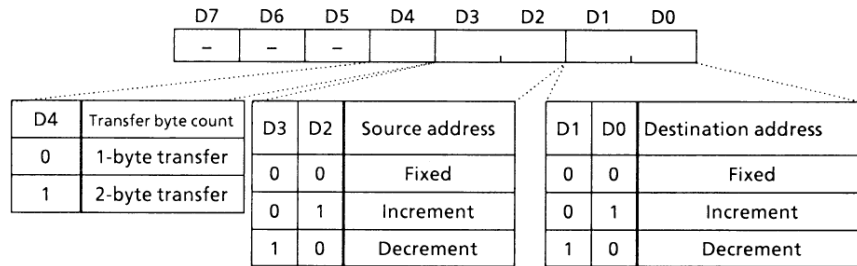 D7 D6 D5 D4 D3 D2 D1 D0
– – –
D4 Transfer byte count
0 1-byte transfer
1 2-byte transfer
D3 D2 Source address
0 0 Fixed
0 1 Increment
1 0 Decrement
D1 D0 Destination address
0 0 Fixed
0 1 Increment
1 0 Decrement